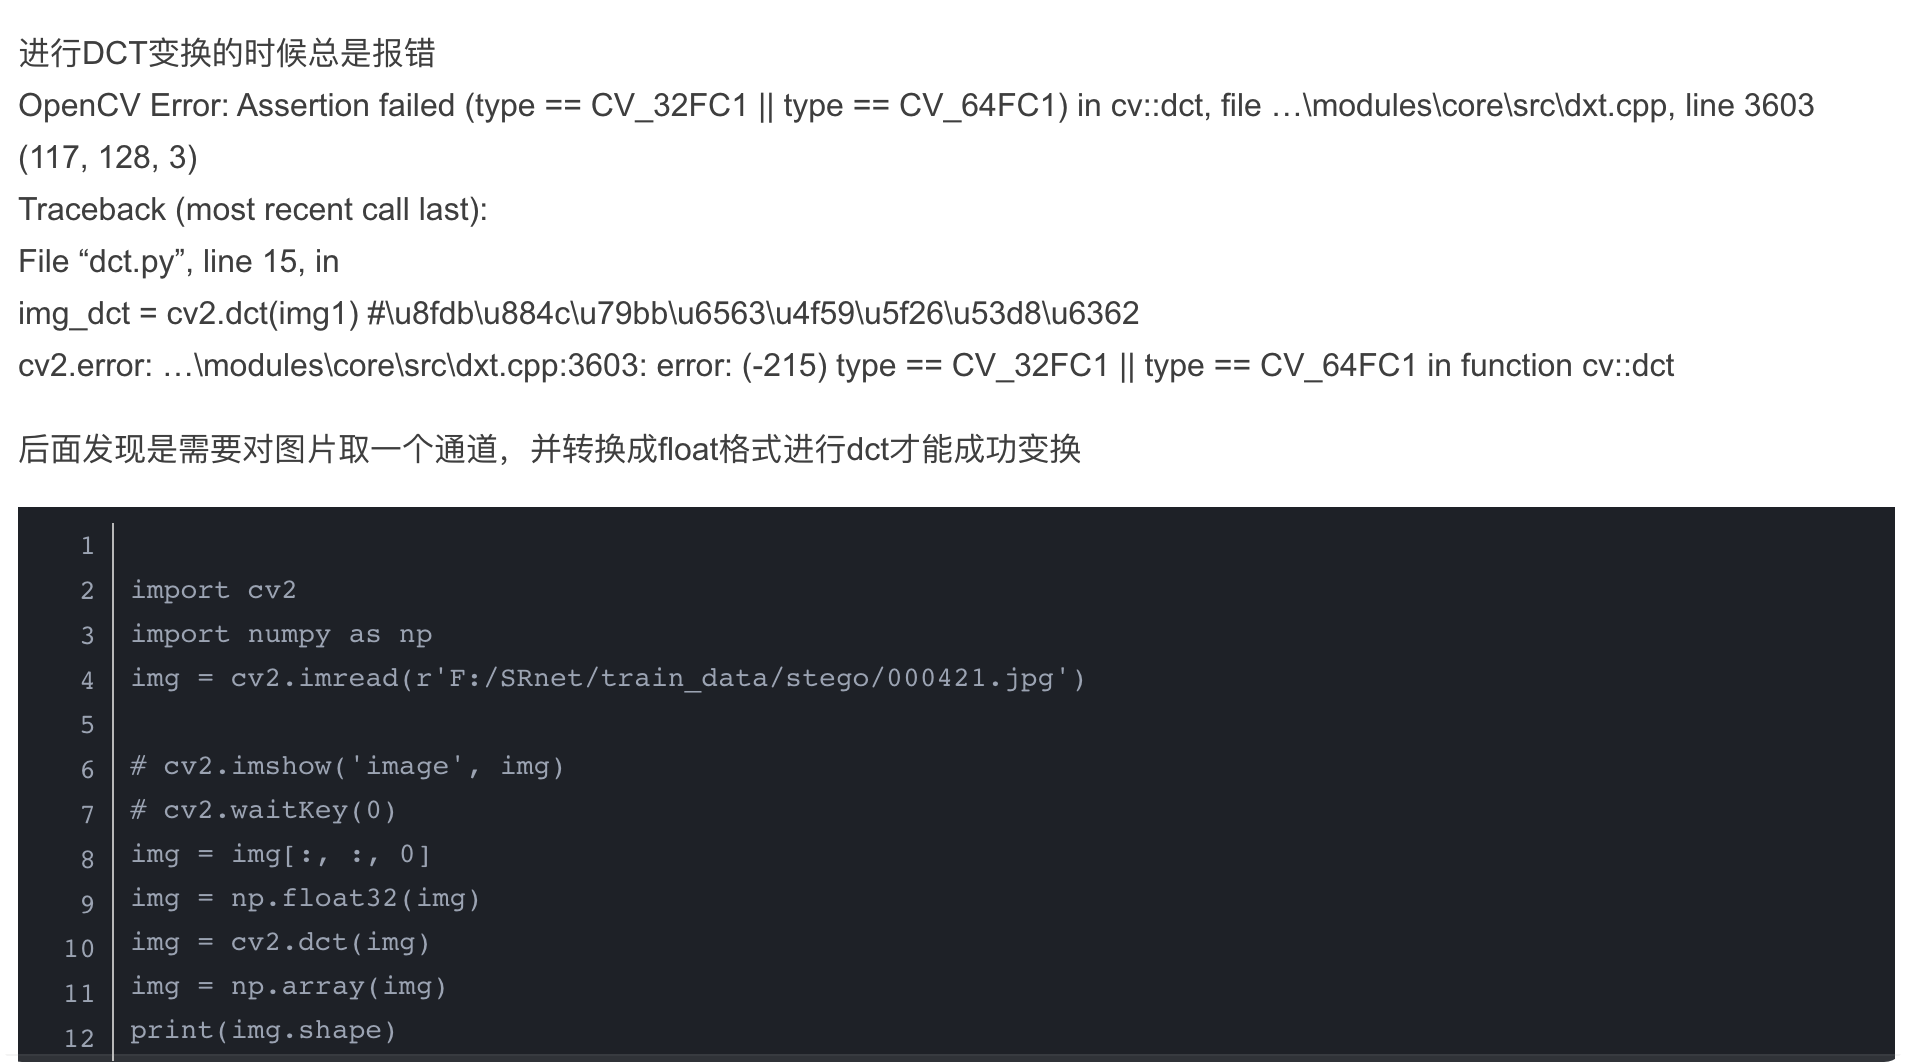 进行DCT变换的时候总是报错
OpenCV Error: Assertion failed (type == CV_32FC1 || type == CV_64FC1) in cv::dct, file …\modules\core\src\dxt.cpp, line 3603
(117, 128, 3)
Traceback (most recent call last):
File “dct.py”, line 15, in
img_dct = cv2.dct(img1) #\u8fdb\u884c\u79bb\u6563\u4f59\u5f26\u53d8\u6362
cv2.error: …\modules\core\src\dxt.cpp:3603: error: (-215) type == CV_32FC1 || type == CV_64FC1 in function cv::dct
后面发现是需要对图片取一个通道，并转换成float格式进行dct才能成功变换
1
2 import cv2
3 import numpy as np
4 img = cv2.imread(r'F:/SRnet/train_data/stego/000421.jpg')
5
6 # cv2.imshow('image', img)
7 # cv2.waitKey(0)
8 img = img[:, :, 0]
9 img = np.float32(img)
10 img = cv2.dct(img)
11 img = np.array(img)
12 print(img.shape)